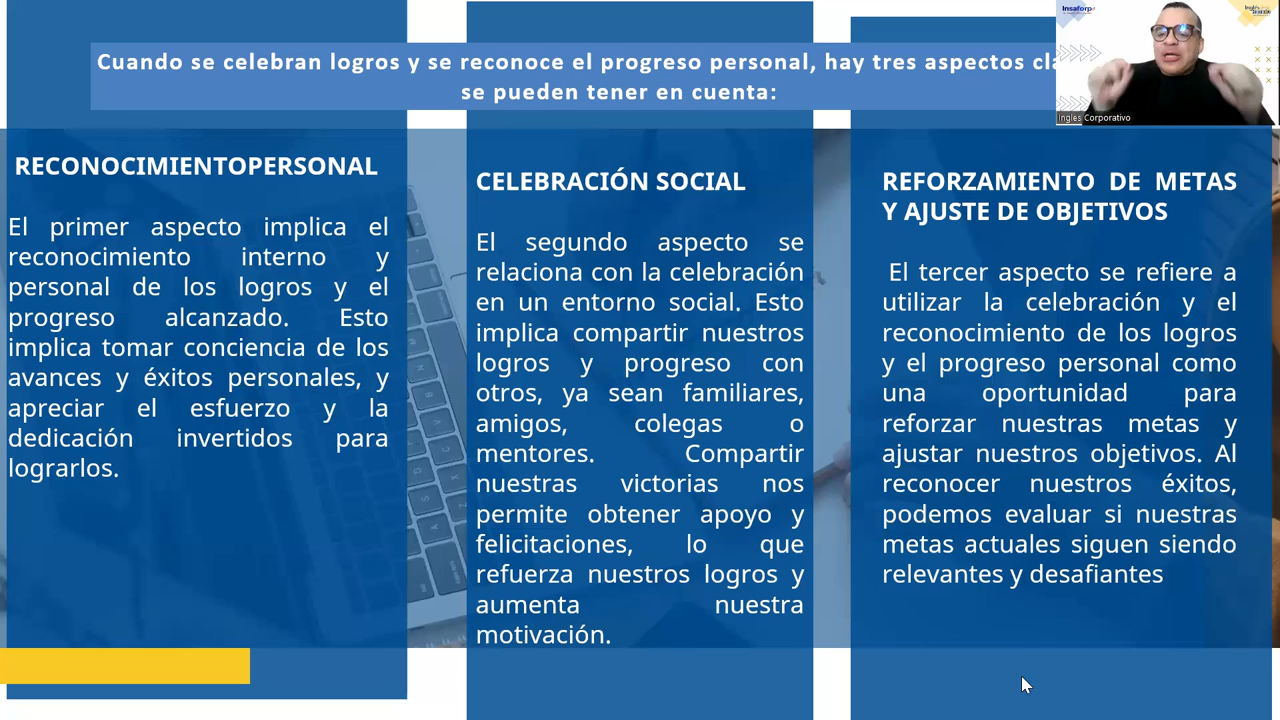 Cuando se celebran logros y se reconoce el progreso personal, hay tres aspectos
se pueden tener en cuenta:
Insaforp
Ingles Corporativo
RECONOCIMIENTOPERSONAL
El primer aspecto implica el
reconocimiento interno y
personal de los logros y el
progreso alcanzado. Esto
implica tomar conciencia de los
avances y éxitos personales, y
apreciar el esfuerzo y la
dedicación invertidos para
lograrlos.
CELEBRACIÓN SOCIAL
El segundo aspecto se
relaciona con la celebración
en un entorno social. Esto
implica compartir nuestros
logros y progreso con
otros, ya sean familiares,
amigos, colegas o
mentores. Compartir
nuestras victorias nos
permite obtener apoyo y
felicitaciones, lo que
refuerza nuestros logros y
aumenta nuestra
motivación.
REFORZAMIENTO DE METAS
Y AJUSTE DE OBJETIVOS
El tercer aspecto se refiere a
utilizar la celebración y el
reconocimiento de los logros
y el progreso personal como
una oportunidad para
reforzar nuestras metas y
ajustar nuestros objetivos. Al
reconocer nuestros éxitos,
podemos evaluar si nuestras
metas actuales siguen siendo
relevantes y desafiantes